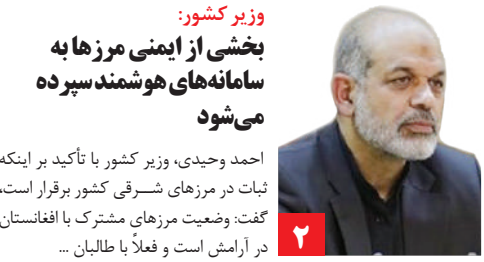 وزیر کشور:
بخشی از ایمنی مرزها به
سامانه‌های هوشمند سپرده
می‌شود
احمد وحیدی، وزیر کشور با تأکید بر اینکه
ثبات در مرزهای شــرقی کشور برقرار است،
گفت: وضعیت مرزهای مشترک با افغانستان
در آرامش است و فعلاً با طالبان ...
۲